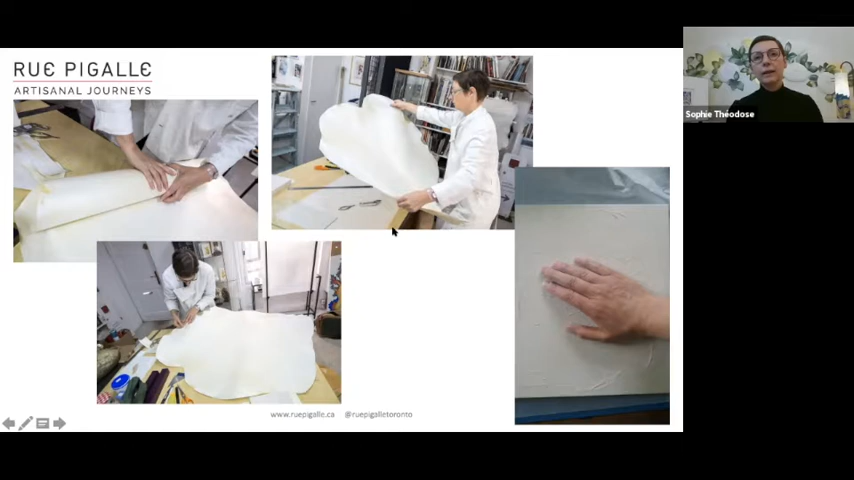 RUE PIGALLE
ARTISANAL JOURNEYS
Sophie Théodose
www.ruepigalle.ca @ruepigalletoronto